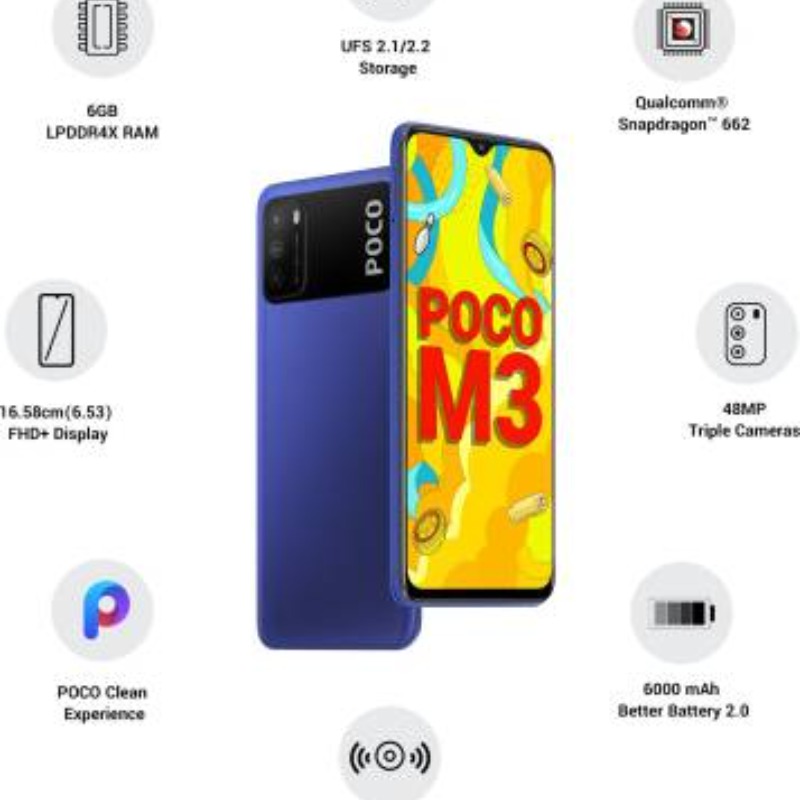 UFS 2.1/2.2
Storage
6GB
LPDDR4X RAM
Qualcomm®
Snapdragon™ 662
POCO
POCO
M3
16.58cm(6.53)
FHD+ Display
48MP
Triple Cameras
POCO Clean
Experience
6000 mAh
Better Battery 2.0